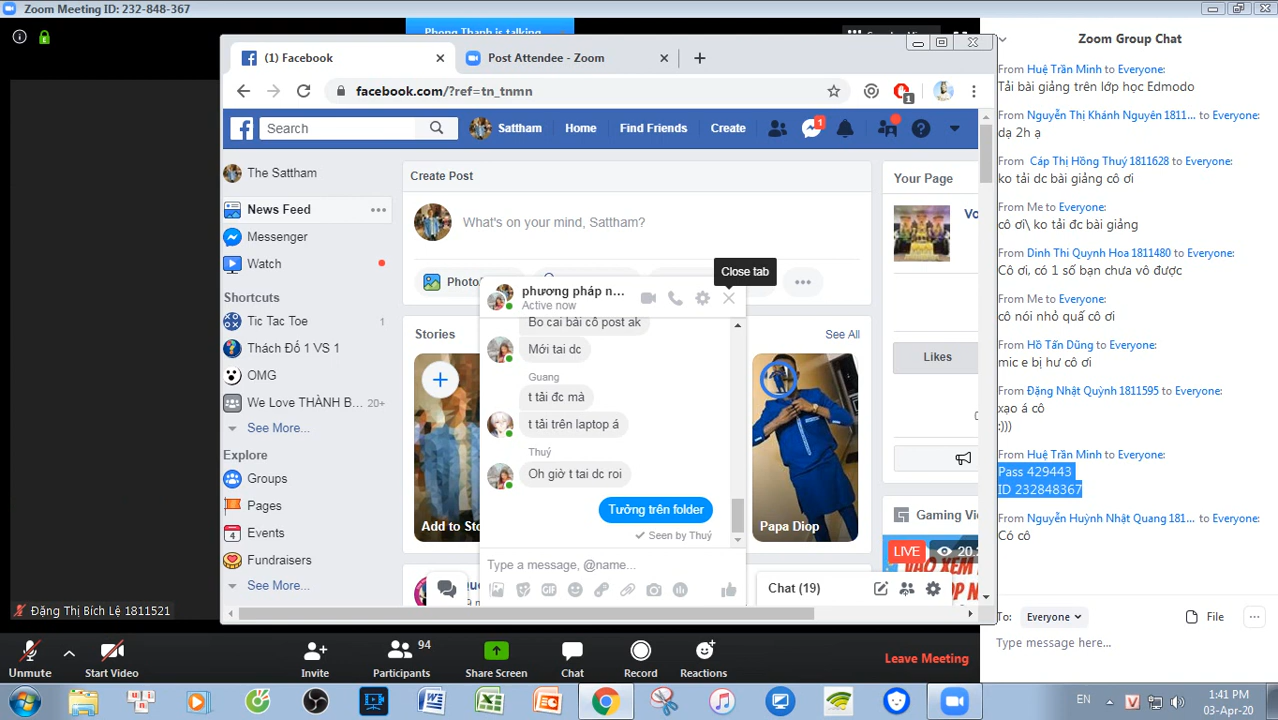 Zoom Meeting ID: 232-848-367
Phong Thanh is talking
(1) Facebook
Post Attendee - Zoom
facebook.com/?ref=tn_tnmn
1
Search
Sattham
Home
Find Friends
Create
1
The Sattham
News Feed
Messenger
Watch
Shortcuts
Tic Tac Toe
1
Thách Đố 1 VS 1
OMG
We Love THÀNH B...
20+
See More...
Explore
Groups
Pages
Events
Fundraisers
See More...
Create Post
What's on your mind, Sattham?
Photo
Close tab
Stories
See All
Add to Sto
Papa Diop
phương pháp n...
Active now
Bo cai bài cô post ak
Mới tai dc
Guang
t tải đc mà
t tải trên laptop á
Thuý
Oh giờ t tai dc roi
Tưởng trên folder
Seen by Thuý
Type a message, @name...
GIF
Your Page
Vo
Likes
Gaming Vi
LIVE
20.
VÀO XEM
Chat (19)
Zoom Group Chat
From Huệ Trần Minh to Everyone:
Tải bài giảng trên lớp học Edmodo
From Nguyễn Thị Khánh Nguyên 1811... to Everyone:
dạ 2h ạ
From Cáp Thị Hồng Thuý 1811628 to Everyone:
ko tải dc bài giảng cô ơi
From Me to Everyone:
cô ơi\ ko tải đc bài giảng
From Dinh Thi Quynh Hoa 1811480 to Everyone:
Cô ơi, có 1 số bạn chưa vô được
From Me to Everyone:
cô nói nhỏ quấ cô ơi
From Hồ Tấn Dũng to Everyone:
mic e bị hư cô ơi
From Đặng Nhật Quỳnh 1811595 to Everyone:
xạo á cô
:)))
From Huệ Trần Minh to Everyone:
Pass 429443
ID 232848367
From Nguyễn Huỳnh Nhật Quang 181... to Everyone:
Có cô
To:
Everyone
File
Type message here...
Đặng Thị Bích Lệ 1811521
Unmute
Start Video
Invite
94
Participants
Share Screen
Chat
Record
Reactions
Leave Meeting
EN
V
1:41 PM
03-Apr-20